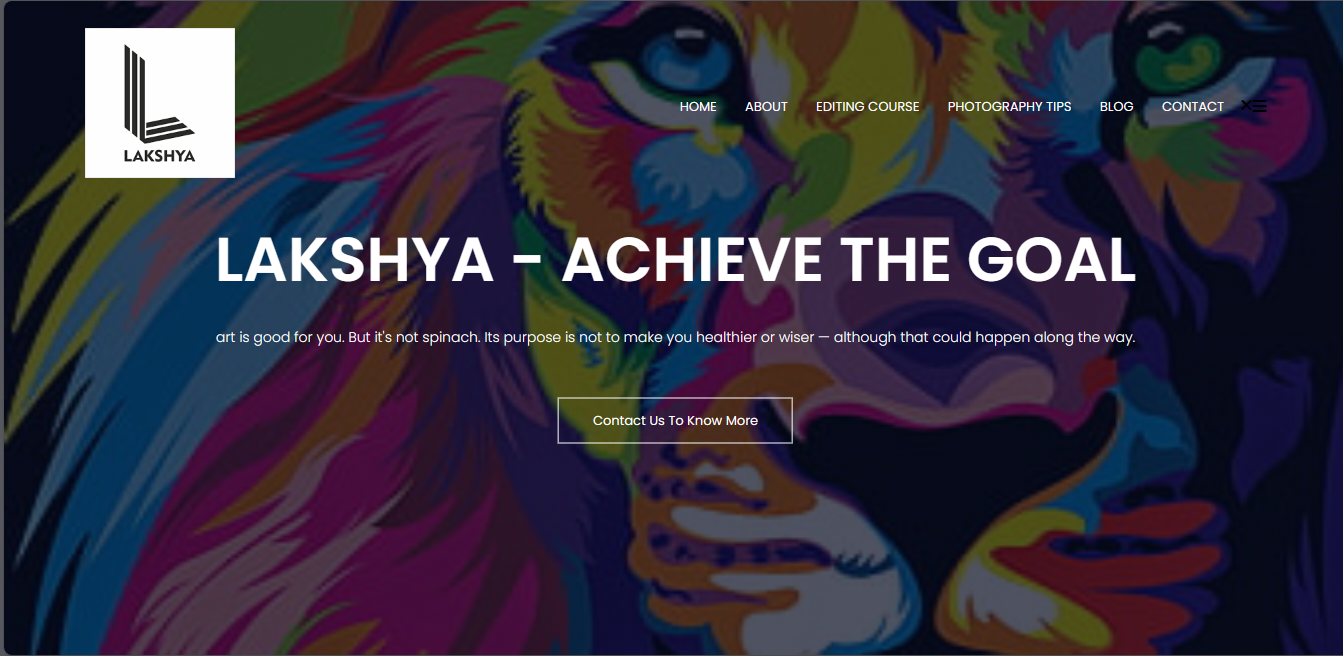 LAKSHYA
HOME ABOUT EDITING COURSE PHOTOGRAPHY TIPS BLOG CONTACT
LAKSHYA - ACHIEVE THE GOAL
art is good for you. But it's not spinach. Its purpose is not to make you healthier or wiser — although that could happen along the way.
Contact Us To Know More